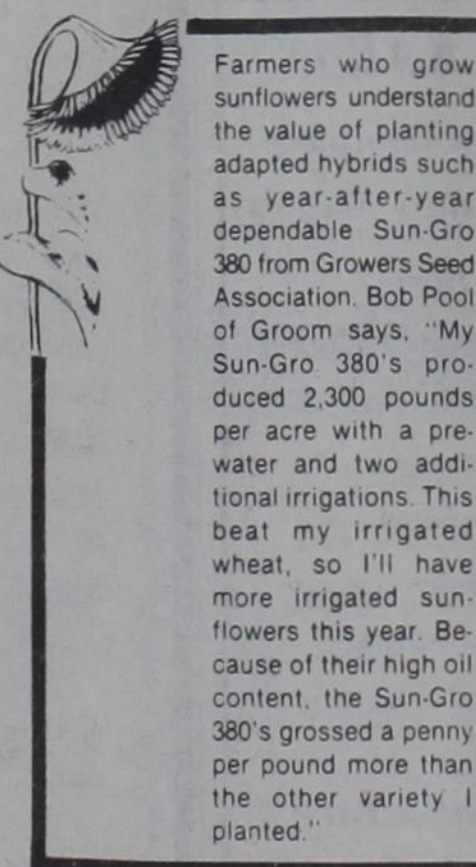 Farmers who grow
sunflowers understand
the value of planting
adapted hybrids such
as year-after-year
dependable Sun-Gro
380 from Growers Seed
Association. Bob Pool
of Groom says, "My
Sun-Gro 380's pro-
duced 2,300 pounds
per acre with a pre-
water and two addi-
tional irrigations. This
beat my irrigated
wheat, so I'll have
more irrigated sun-
flowers this year. Be-
cause of their high oil
content, the Sun-Gro
380's grossed a penny
per pound more than
the other variety I
planted."